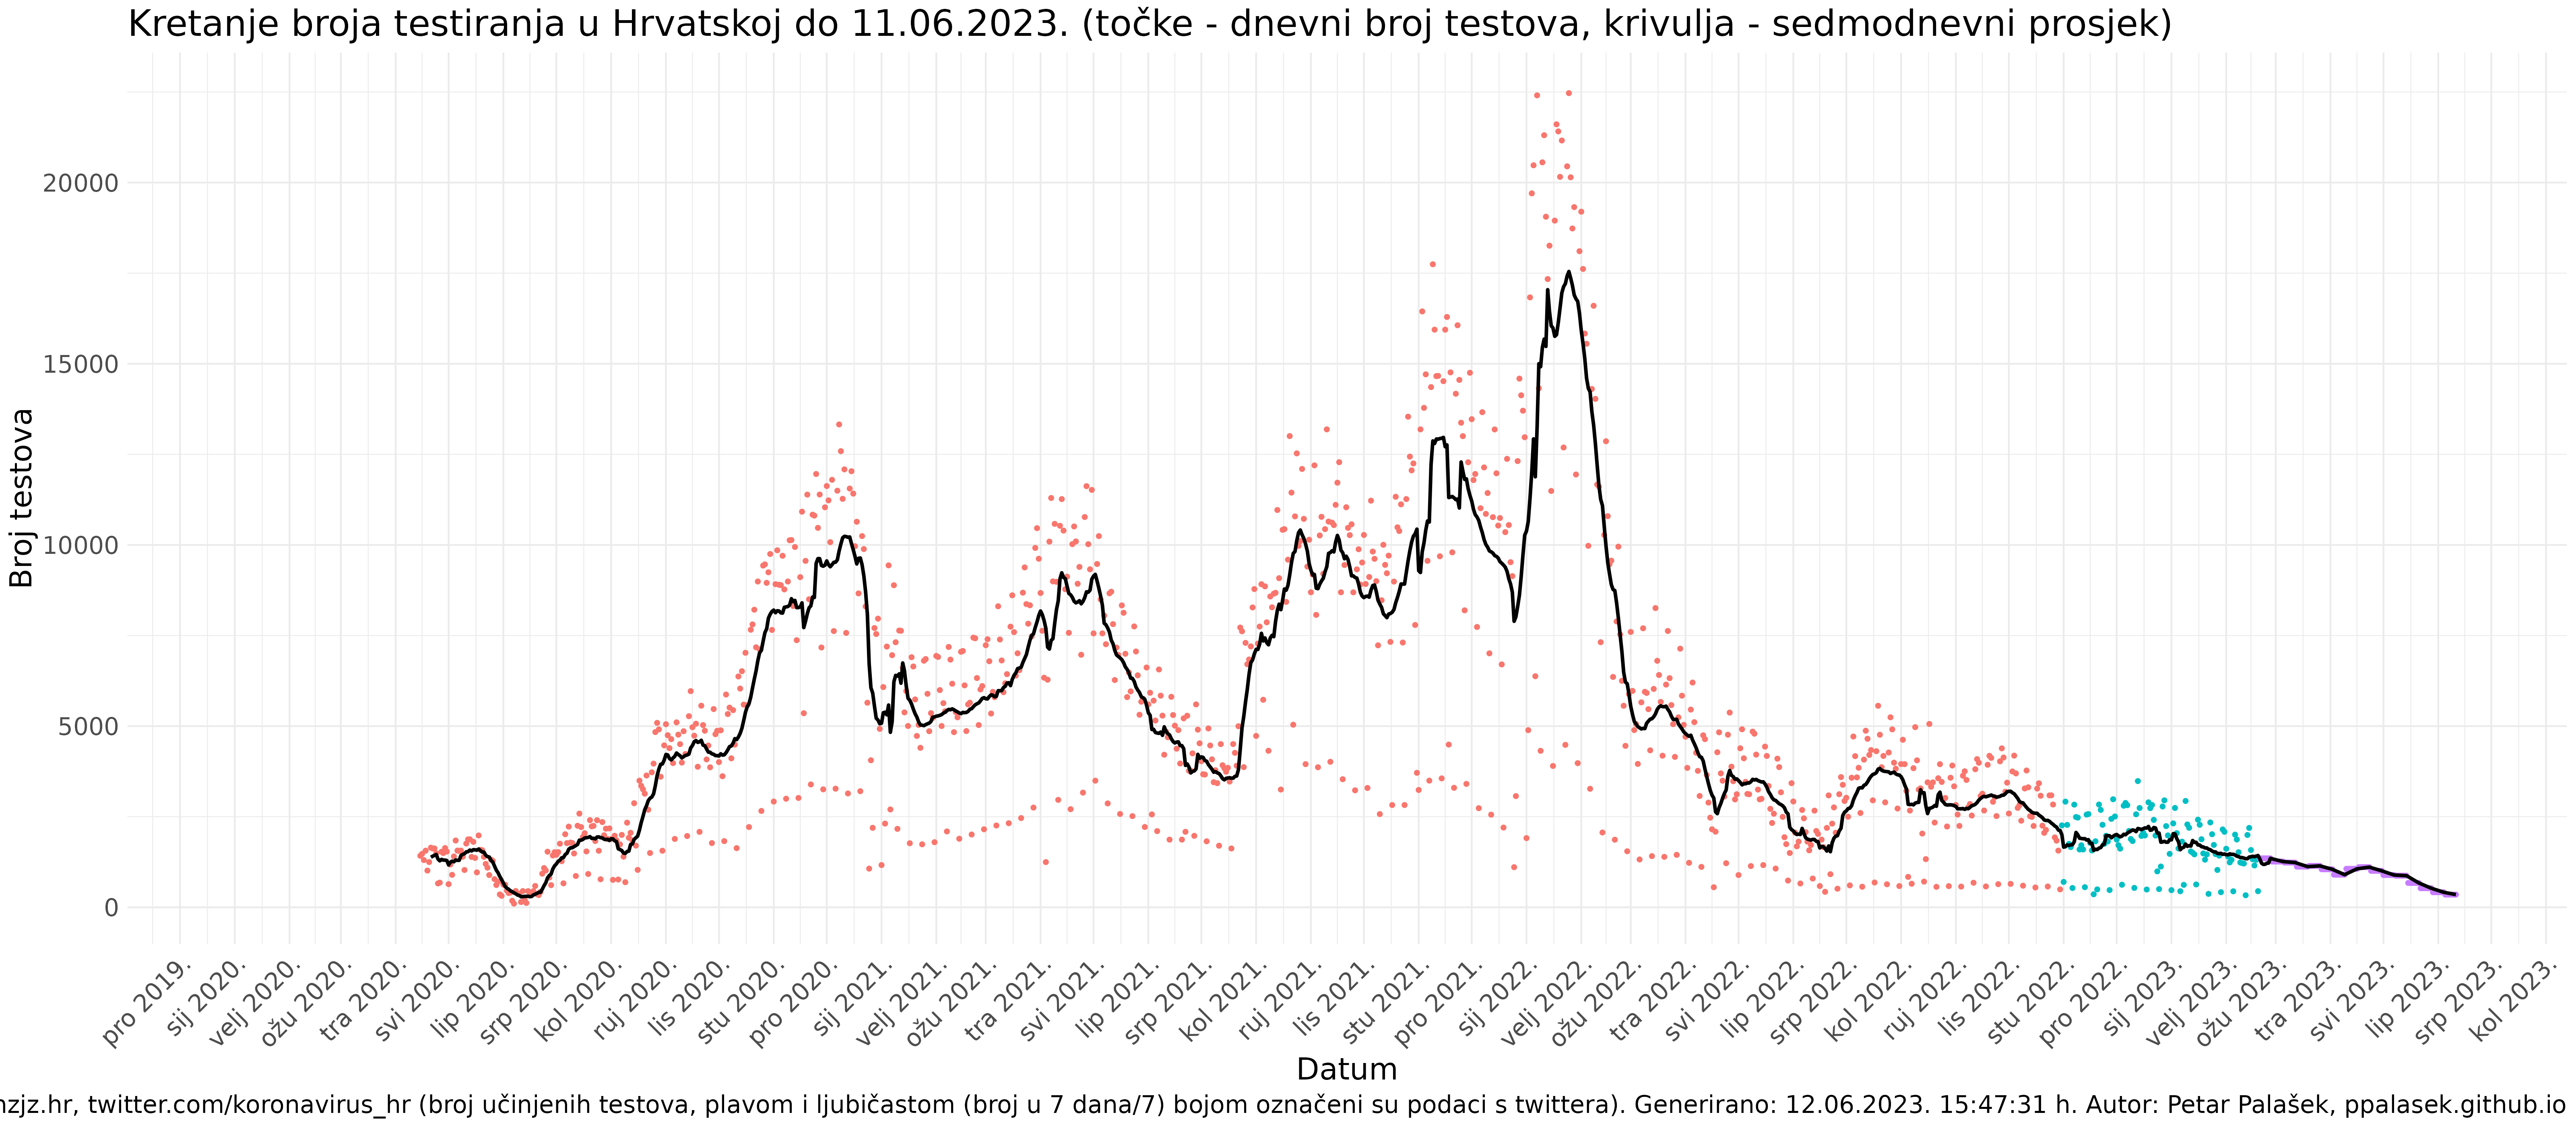 Kretanje broja testiranja u Hrvatskoj do 11.06.2023. (točke - dnevni broj testova, krivulja - sedmodnevni prosjek)
Broj testova
20000
15000
10000
5000
0
pro 2019.
sij 2020.
velj 2020.
ožu 2020.
tra 2020.
svi 2020.
lip 2020.
srp 2020.
kol 2020.
ruj 2020.
lis 2020.
stu 2020.
pro 2020.
sij 2021.
velj 2021.
ožu 2021.
tra 2021.
svi 2021.
lip 2021.
srp 2021.
kol 2021.
ruj 2021.
lis 2021.
stu 2021.
pro 2021.
sij 2022.
velj 2022.
ožu 2022.
tra 2022.
svi 2022.
lip 2022.
srp 2022.
kol 2022.
ruj 2022.
lis 2022.
stu 2022.
pro 2022.
sij 2023.
velj 2023.
ožu 2023.
tra 2023.
svi 2023.
lip 2023.
srp 2023.
kol 2023.
Datum
nzjz.hr, twitter.com/koronavirus_hr (broj učinjenih testova, plavom i ljubičastom (broj u 7 dana/7) bojom označeni su podaci s twittera). Generirano: 12.06.2023. 15:47:31 h. Autor: Petar Palašek, ppalasek.github.io